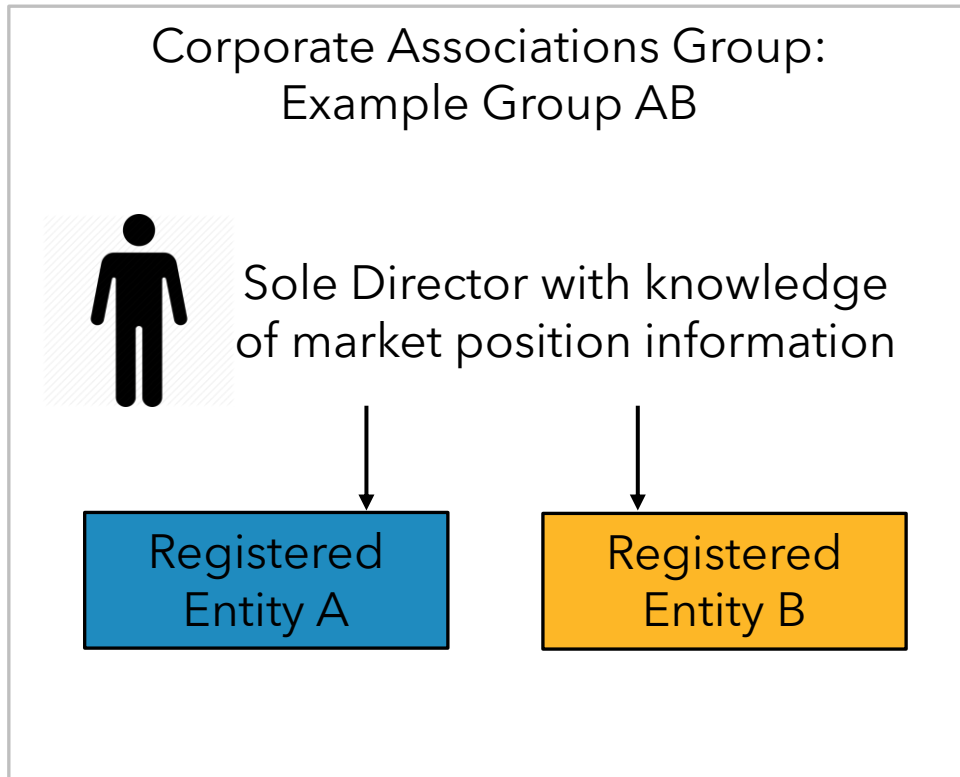 Corporate Associations Group:
Example Group AB
Sole Director with knowledge
of market position information
Registered
Entity A
Registered
Entity B